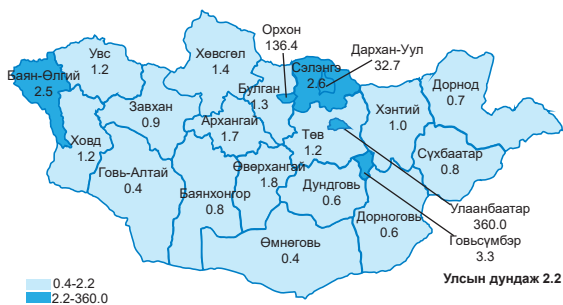 Орхон
136.4
Дархан-Уул
32.7
Увс
1.2
Хөвсгөл
1.4
Сэлэнгэ
2.6
Баян-Өлгий
2.5
Булган
1.3
Дорнод
0.7
Завхан
0.9
Хэнтий
1.0
Архангай
1.7
Төв
1.2
Ховд
1.2
Сүхбаатар
0.8
Говь-Алтай
0.4
Өвөрхангай
1.8
Баянхонгор
0.8
Дундговь
0.6
Улаанбаатар
360.0
Дорноговь
0.6
Говьсүмбэр
3.3
Өмнөговь
0.4
Улсын дундаж 2.2
0.4-2.2
2.2-360.0